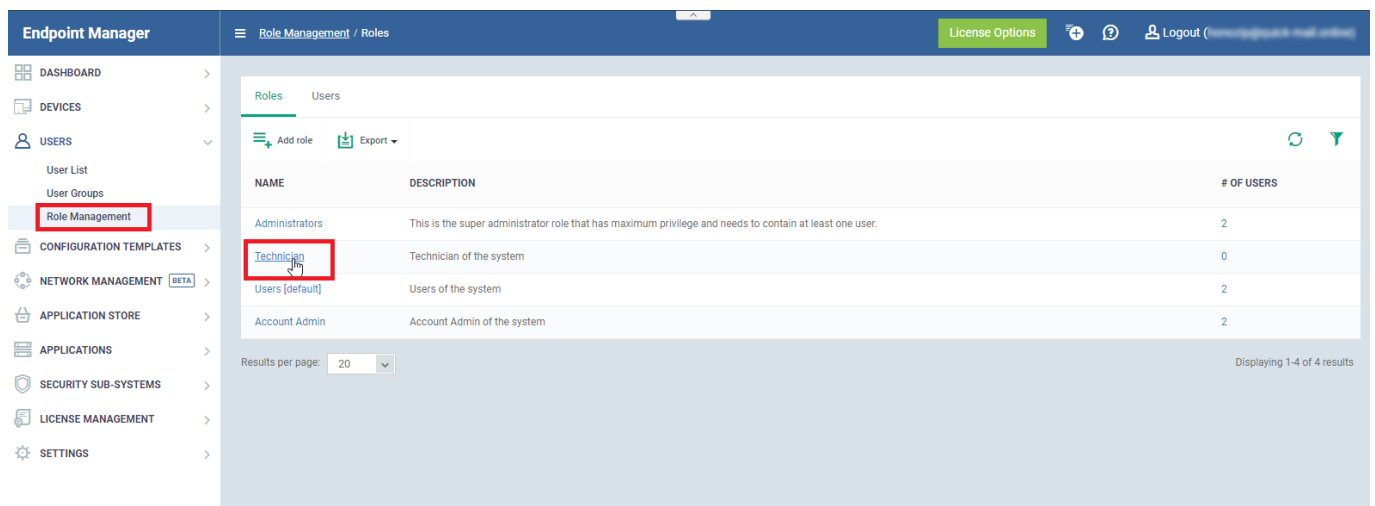 Endpoint Manager
Role Management / Roles
License Options
Logout (
DASHBOARD
DEVICES
USERS
User List
User Groups
Role Management
CONFIGURATION TEMPLATES
NETWORK MANAGEMENT BETA
APPLICATION STORE
APPLICATIONS
SECURITY SUB-SYSTEMS
LICENSE MANAGEMENT
SETTINGS
Roles Users
Add role Export
NAME DESCRIPTION # OF USERS
Administrators This is the super administrator role that has maximum privilege and needs to contain at least one user. 2
Technician Technician of the system 0
Users [default] Users of the system 2
Account Admin Account Admin of the system 2
Results per page: 20 Displaying 1-4 of 4 results